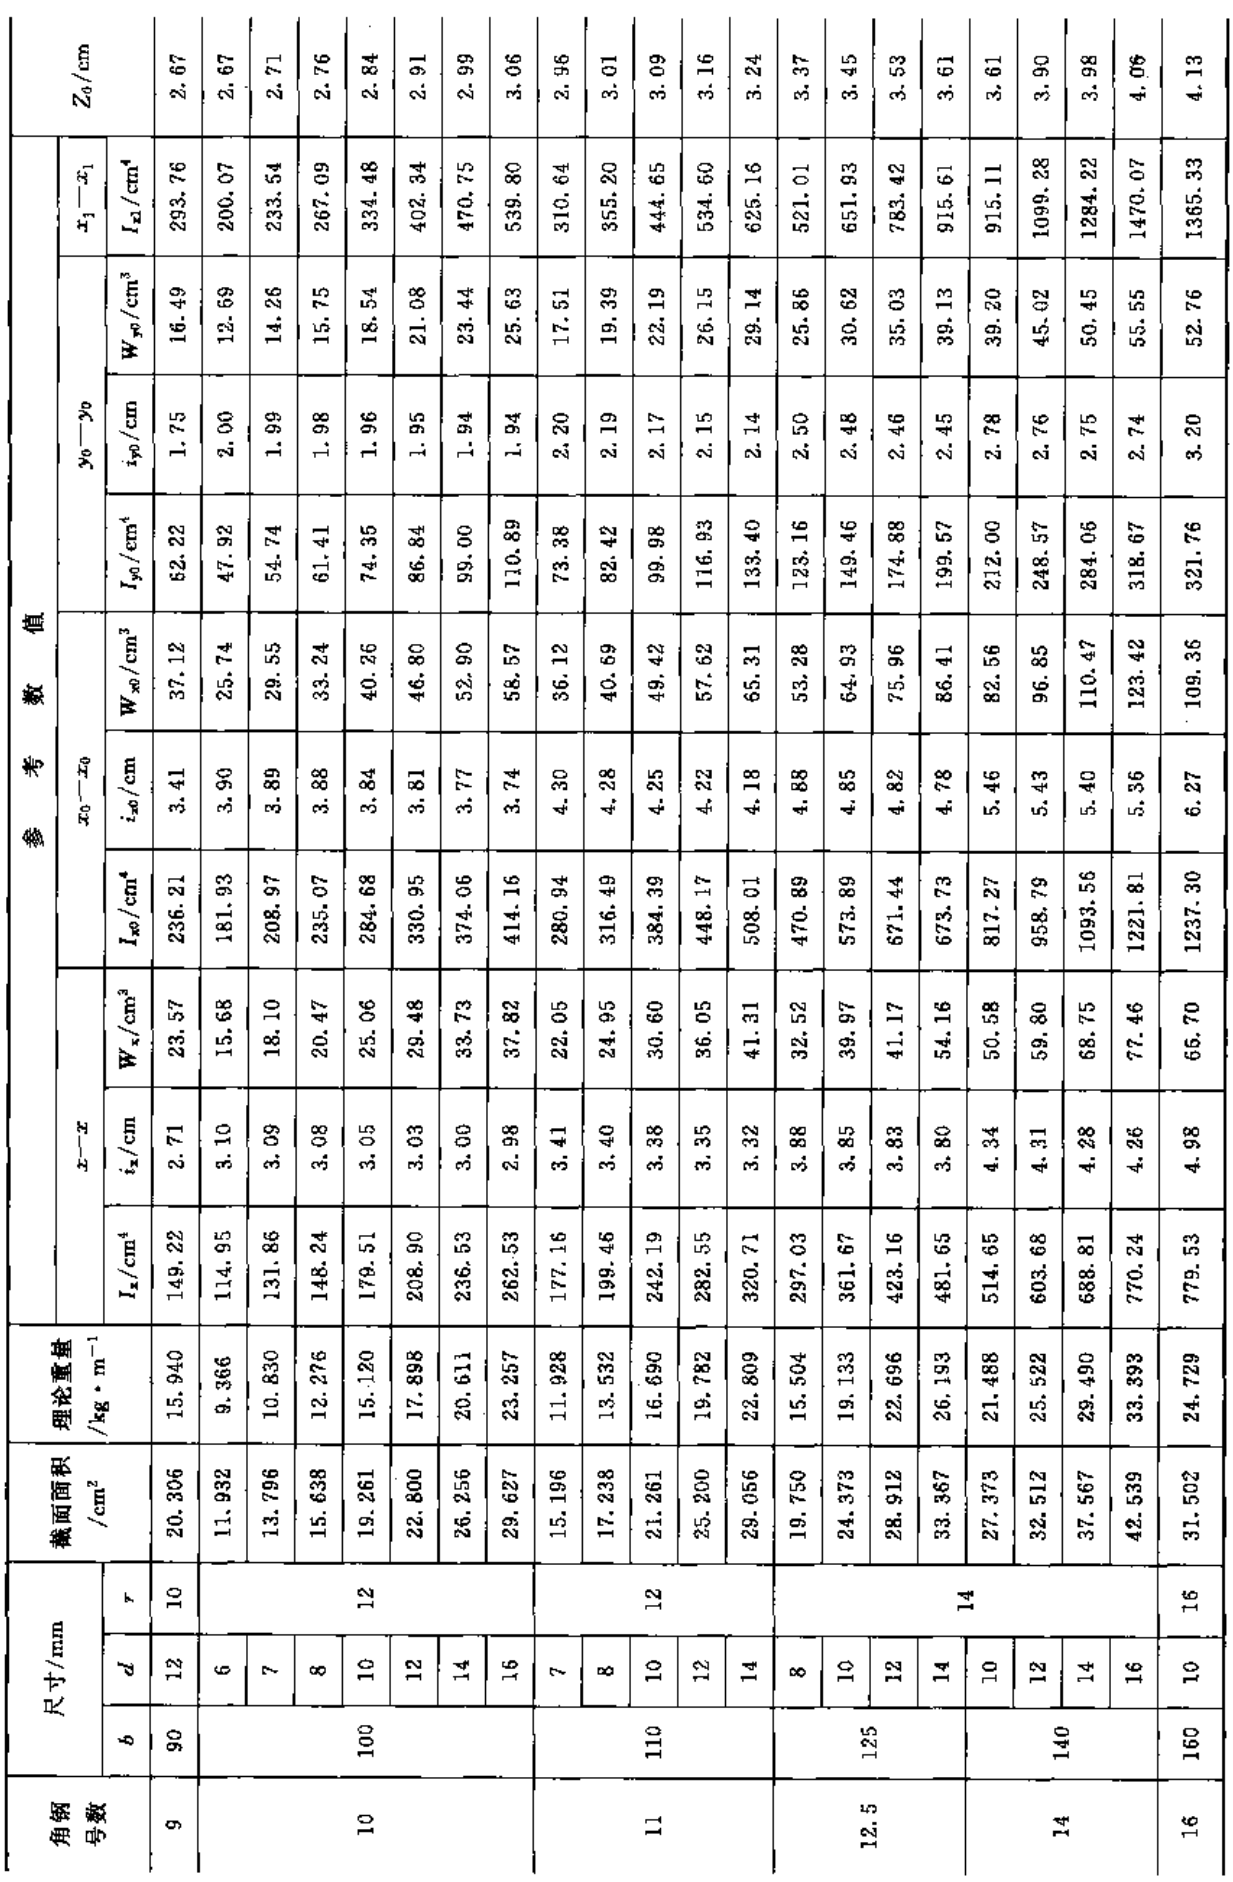 角钢号数 尺寸/mm 截面面积/cm² 理论重量/kg·m⁻¹ 参考数值
x—x x₀—x₀ y₀—y₀ x₁—x₁ Z₀/cm
b d r Iₓ/cm⁴ iₓ/cm Wₓ/cm³ Iₓ₀/cm⁴ iₓ₀/cm Wₓ₀/cm³ I_y0/cm⁴ i_y0/cm W_y0/cm³ Iₓ₁/cm⁴
9 90 12 10 20.306 15.940 149.22 2.71 23.57 236.21 3.41 37.12 62.22 1.75 16.49 293.76 2.67
10 100 6 12 11.932 9.366 114.95 3.10 15.68 181.93 3.90 25.74 47.92 2.00 12.69 200.07 2.67
7 13.796 10.830 131.86 3.09 18.10 208.97 3.89 29.55 54.74 1.99 14.26 233.54 2.71
8 15.638 12.276 148.24 3.08 20.47 235.07 3.88 33.24 61.41 1.98 15.75 267.09 2.76
10 19.261 15.120 179.51 3.05 25.06 284.68 3.84 40.26 74.35 1.96 18.54 334.48 2.84
12 22.800 17.898 208.90 3.03 29.48 330.95 3.81 46.80 86.84 1.95 21.08 402.34 2.91
14 26.256 20.611 236.53 3.00 33.73 374.06 3.77 52.90 99.00 1.94 23.44 470.75 2.99
16 29.627 23.257 262.53 2.98 37.82 414.16 3.74 58.57 110.89 1.94 25.63 539.80 3.06
11 110 7 12 15.196 11.928 177.16 3.41 22.05 280.94 4.30 36.12 73.38 2.20 17.51 310.64 2.96
8 17.238 13.532 199.46 3.40 24.95 316.49 4.28 40.69 82.42 2.19 19.39 355.20 3.01
10 21.261 16.690 242.19 3.38 30.60 384.39 4.25 49.42 99.98 2.17 22.19 444.65 3.09
12 25.200 19.782 282.55 3.35 36.05 448.17 4.22 57.62 116.93 2.15 26.15 534.60 3.16
14 29.056 22.809 320.71 3.32 41.31 508.01 4.18 65.31 133.40 2.14 29.14 625.16 3.24
12.5 125 8 14 19.750 15.504 297.03 3.88 32.52 470.89 4.88 53.28 123.16 2.50 25.86 521.01 3.37
10 24.373 19.133 361.67 3.85 39.97 573.89 4.85 64.93 149.46 2.48 30.62 651.93 3.45
12 28.912 22.696 423.16 3.83 41.17 671.44 4.82 75.96 174.88 2.46 35.03 783.42 3.53
14 33.367 26.193 481.65 3.80 54.16 673.73 4.78 86.41 199.57 2.45 39.13 915.61 3.61
14 140 10 27.373 21.488 514.65 4.34 50.58 817.27 5.46 82.56 212.00 2.78 39.20 915.11 3.61
12 32.512 25.522 603.68 4.31 59.80 958.79 5.43 96.85 248.57 2.76 45.02 1099.28 3.90
14 37.567 29.490 688.81 4.28 68.75 1093.56 5.40 110.47 284.06 2.75 50.45 1284.22 3.98
16 42.539 33.393 770.24 4.26 77.46 1221.81 5.36 123.42 318.67 2.74 55.55 1470.07 4.06
16 160 10 16 31.502 24.729 779.53 4.98 66.70 1237.30 6.27 109.36 321.76 3.20 52.76 1365.33 4.13